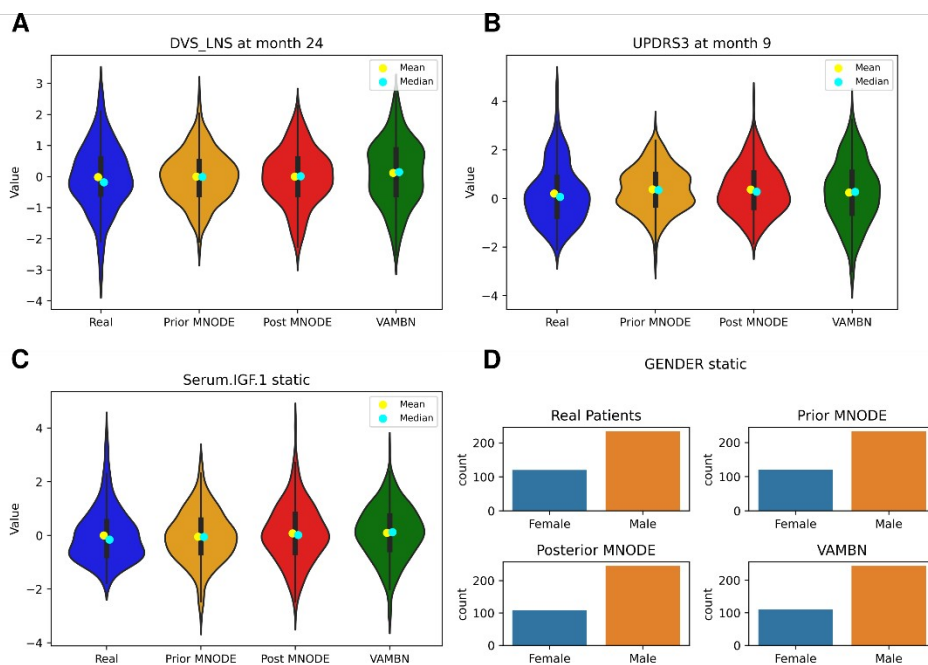 A
DVS_LNS at month 24
Mean
Median
Value
3
2
1
0
−1
−2
−3
−4
Real
Prior MNODE
Post MNODE
VAMBN
B
UPDRS3 at month 9
Mean
Median
Value
4
2
0
−2
−4
Real
Prior MNODE
Post MNODE
VAMBN
C
Serum.IGF.1 static
Mean
Median
Value
4
2
0
−2
−4
Real
Prior MNODE
Post MNODE
VAMBN
D
GENDER static
Real Patients
count
200
100
0
Female
Male
Prior MNODE
count
200
100
0
Female
Male
Posterior MNODE
count
200
100
0
Female
Male
VAMBN
count
200
100
0
Female
Male